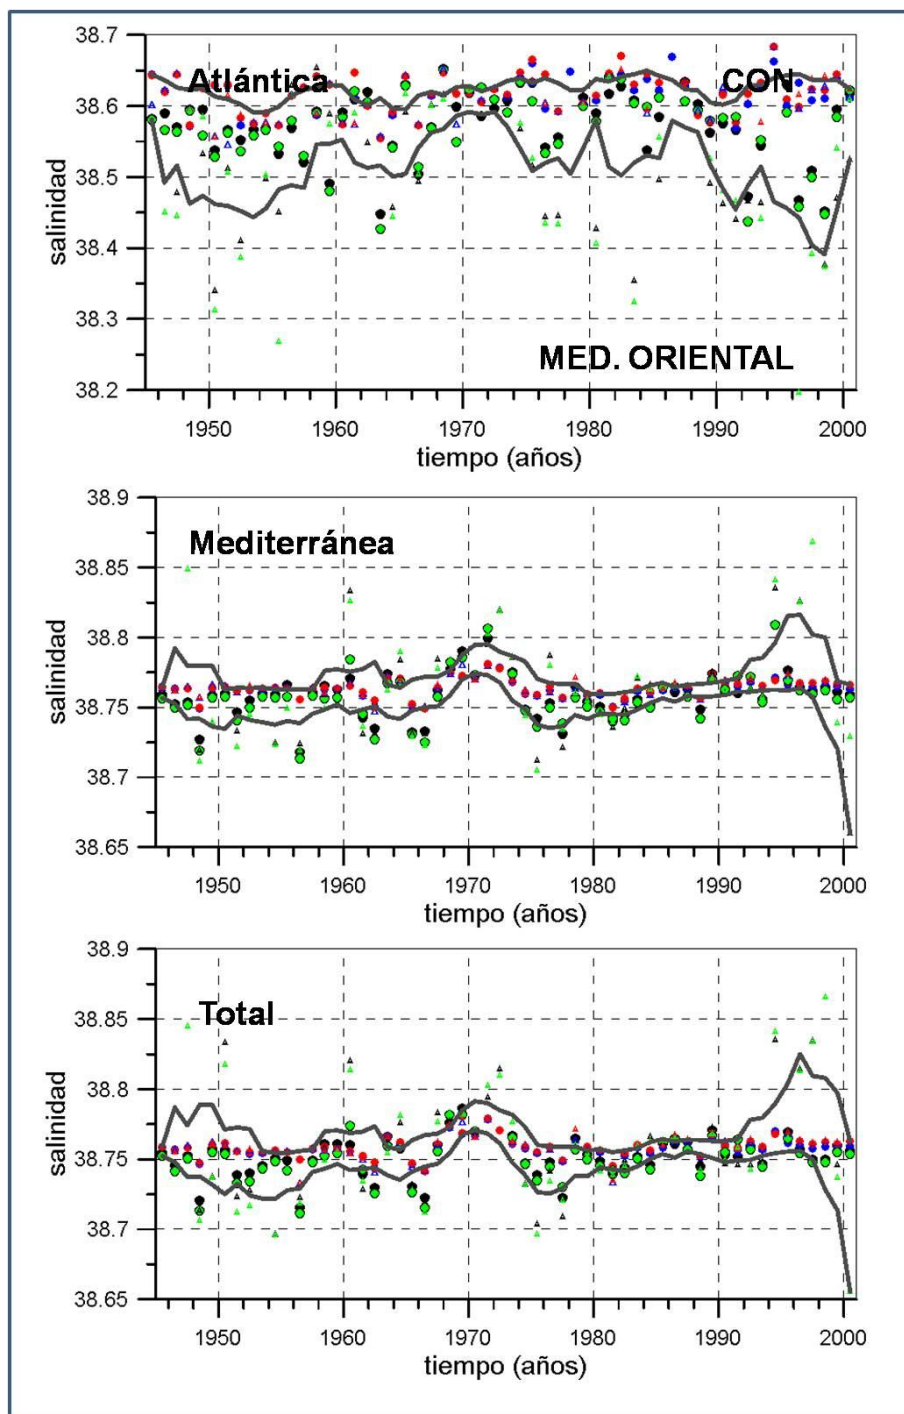 38.7
Atlántica
CON
38.6
38.5
38.4
38.3
MED. ORIENTAL
38.2
salinidad
1950 1960 1970 1980 1990 2000
tiempo (años)
38.9
Mediterránea
38.85
38.8
38.75
38.7
38.65
salinidad
1950 1960 1970 1980 1990 2000
tiempo (años)
38.9
38.85
Total
38.8
38.75
38.7
38.65
salinidad
1950 1960 1970 1980 1990 2000
tiempo (años)